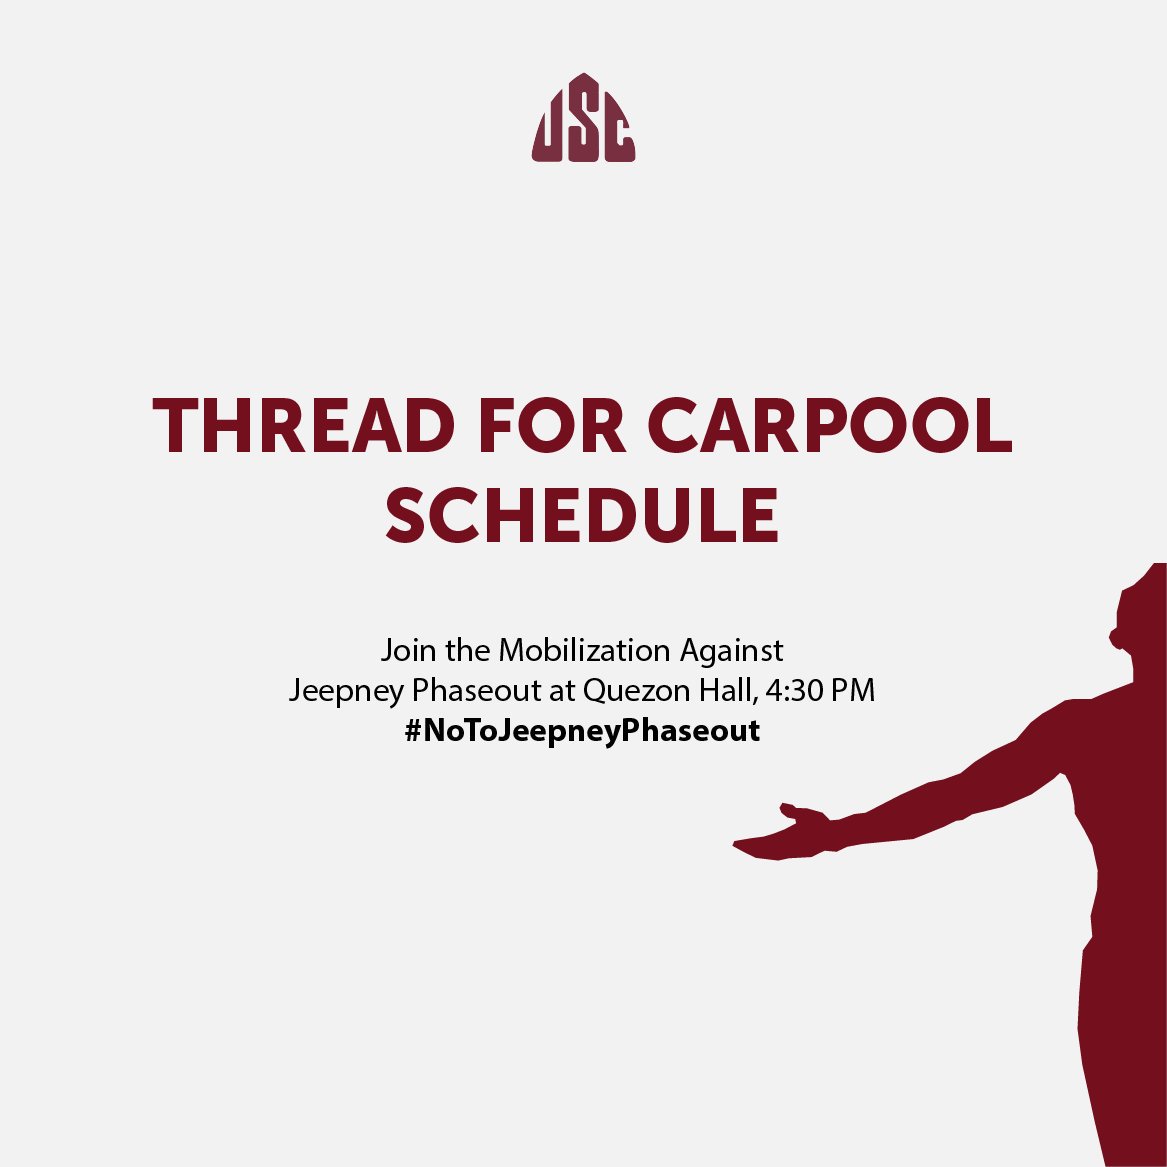 USC
THREAD FOR CARPOOL
SCHEDULE
Join the Mobilization Against
Jeepney Phaseout at Quezon Hall, 4:30 PM
#NoToJeepneyPhaseout